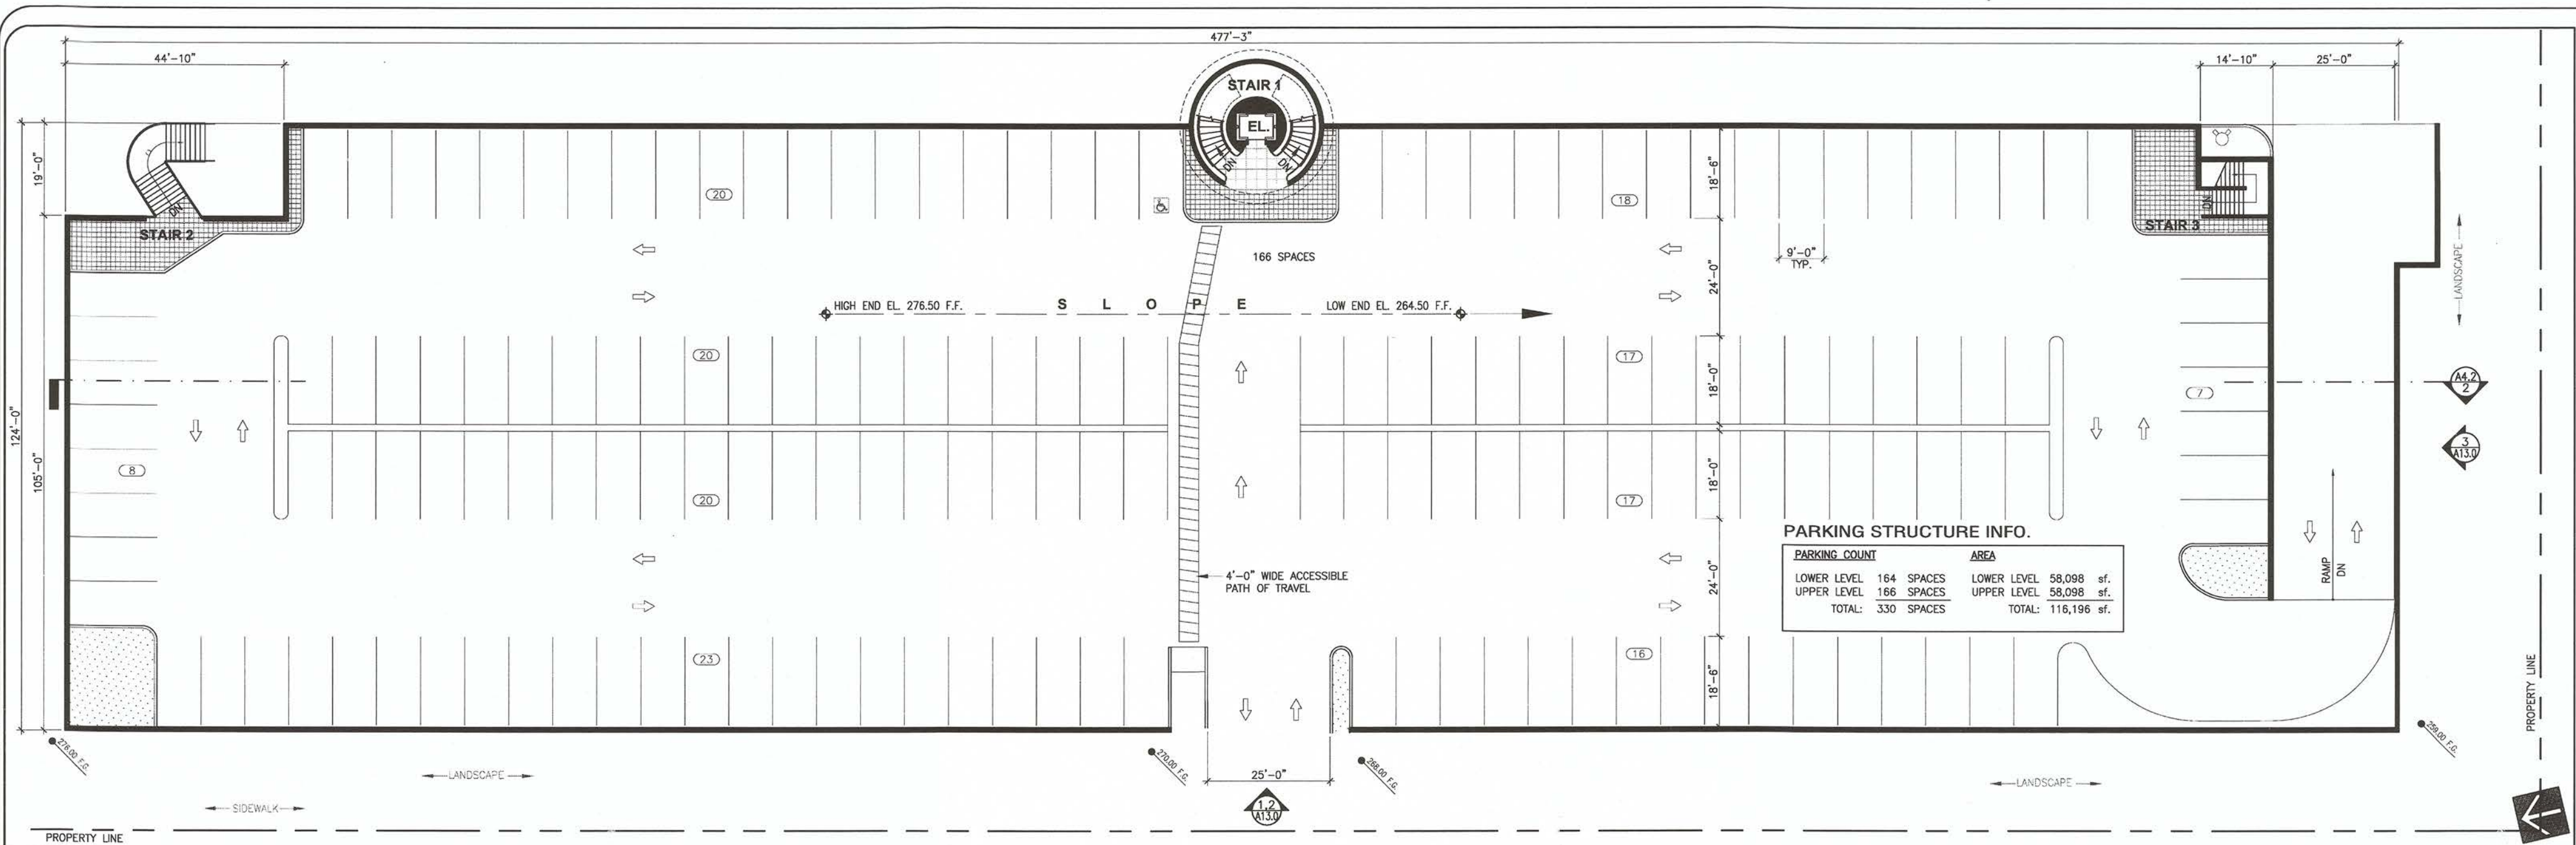 477'-3"
44'-10"
14'-10"
25'-0"
STAIR 1
EL.
DN
DN
19'-0"
18'-6"
20
18
DN
DN
STAIR 2
STAIR 3
166 SPACES
9'-0"
TYP.
24'-0"
LANDSCAPE
HIGH END EL. 276.50 F.F.
S L O P E
LOW END EL. 264.50 F.F.
20
17
18'-0"
7
A4.2
2
124'-0"
105'-0"
8
3
A13.0
20
17
18'-0"
PARKING STRUCTURE INFO.
PARKING COUNT AREA
LOWER LEVEL 164 SPACES LOWER LEVEL 58,098 sf.
UPPER LEVEL 166 SPACES UPPER LEVEL 58,098 sf.
TOTAL: 330 SPACES TOTAL: 116,196 sf.
RAMP
DN
4'-0" WIDE ACCESSIBLE
PATH OF TRAVEL
24'-0"
23
16
18'-6"
PROPERTY LINE
276.00 F.G.
270.00 F.G.
268.00 F.G.
259.00 F.G.
LANDSCAPE
25'-0"
LANDSCAPE
SIDEWALK
1,2
A13.0
PROPERTY LINE